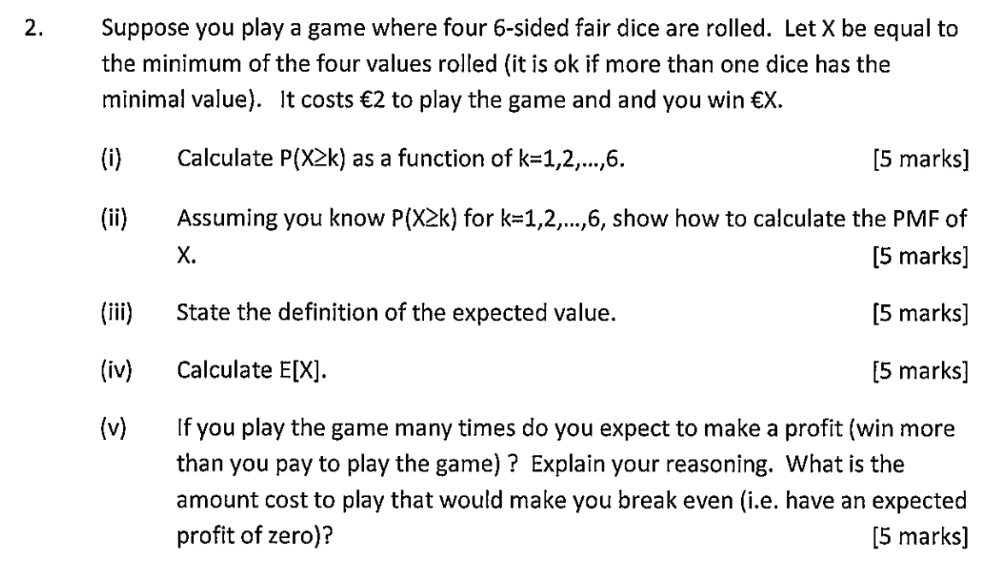 2. Suppose you play a game where four 6-sided fair dice are rolled. Let X be equal to
the minimum of the four values rolled (it is ok if more than one dice has the
minimal value). It costs €2 to play the game and and you win €X.
(i) Calculate P(X≥k) as a function of k=1,2,...,6. [5 marks]
(ii) Assuming you know P(X≥k) for k=1,2,...,6, show how to calculate the PMF of
X. [5 marks]
(iii) State the definition of the expected value. [5 marks]
(iv) Calculate E[X]. [5 marks]
(v) If you play the game many times do you expect to make a profit (win more
than you pay to play the game) ? Explain your reasoning. What is the
amount cost to play that would make you break even (i.e. have an expected
profit of zero)? [5 marks]